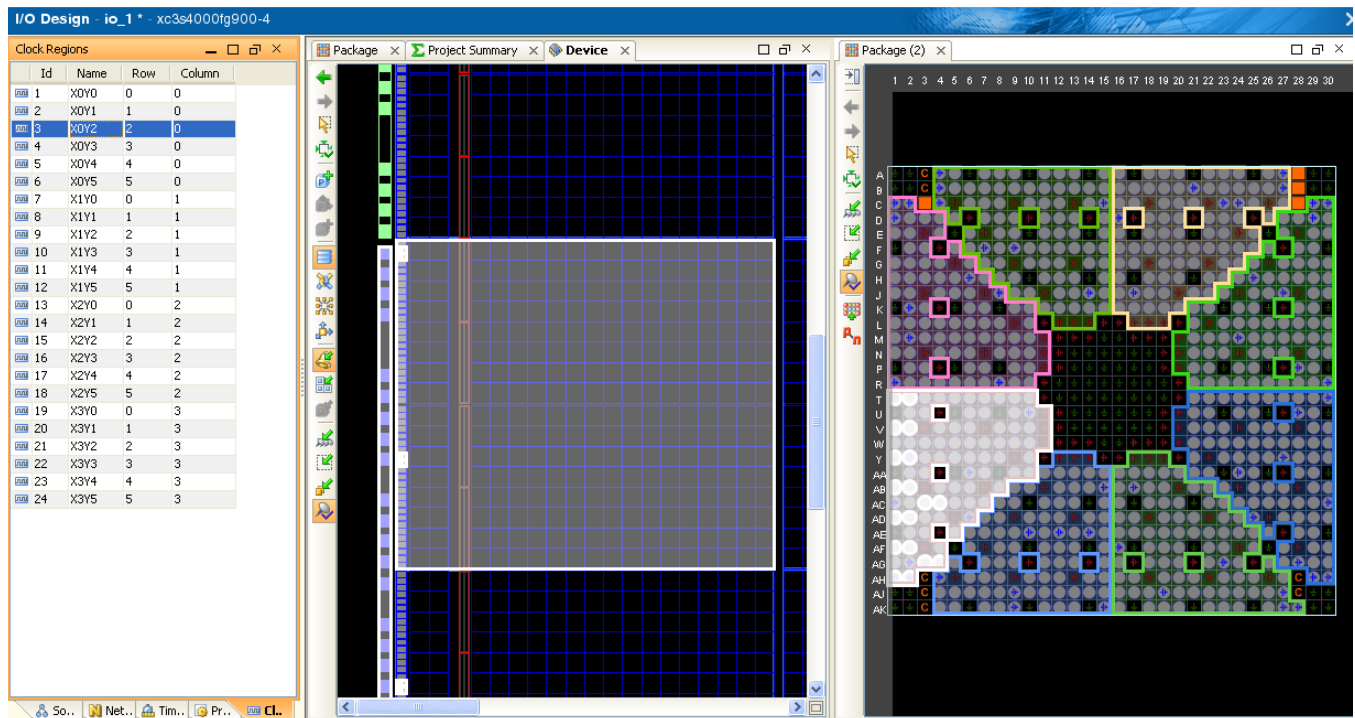 I/O Design - io_1 * - xc3s4000fg900-4
Clock Regions
Id Name Row Column
1 X0Y0 0 0
2 X0Y1 1 0
3 X0Y2 2 0
4 X0Y3 3 0
5 X0Y4 4 0
6 X0Y5 5 0
7 X1Y0 0 1
8 X1Y1 1 1
9 X1Y2 2 1
10 X1Y3 3 1
11 X1Y4 4 1
12 X1Y5 5 1
13 X2Y0 0 2
14 X2Y1 1 2
15 X2Y2 2 2
16 X2Y3 3 2
17 X2Y4 4 2
18 X2Y5 5 2
19 X3Y0 0 3
20 X3Y1 1 3
21 X3Y2 2 3
22 X3Y3 3 3
23 X3Y4 4 3
24 X3Y5 5 3
So.. Net.. Tim.. Pr.. Cl..
Package Project Summary Device
Package (2)
1 2 3 4 5 6 7 8 9 10 11 12 13 14 15 16 17 18 19 20 21 22 23 24 25 26 27 28 29 30
A C
B C
C
D
E
F
G
H
J
K
L
M
N
P
R
T
U
V
W
Y
AA
AB
AC
AD
AE
AF
AG
AH C C
AJ C C
AK